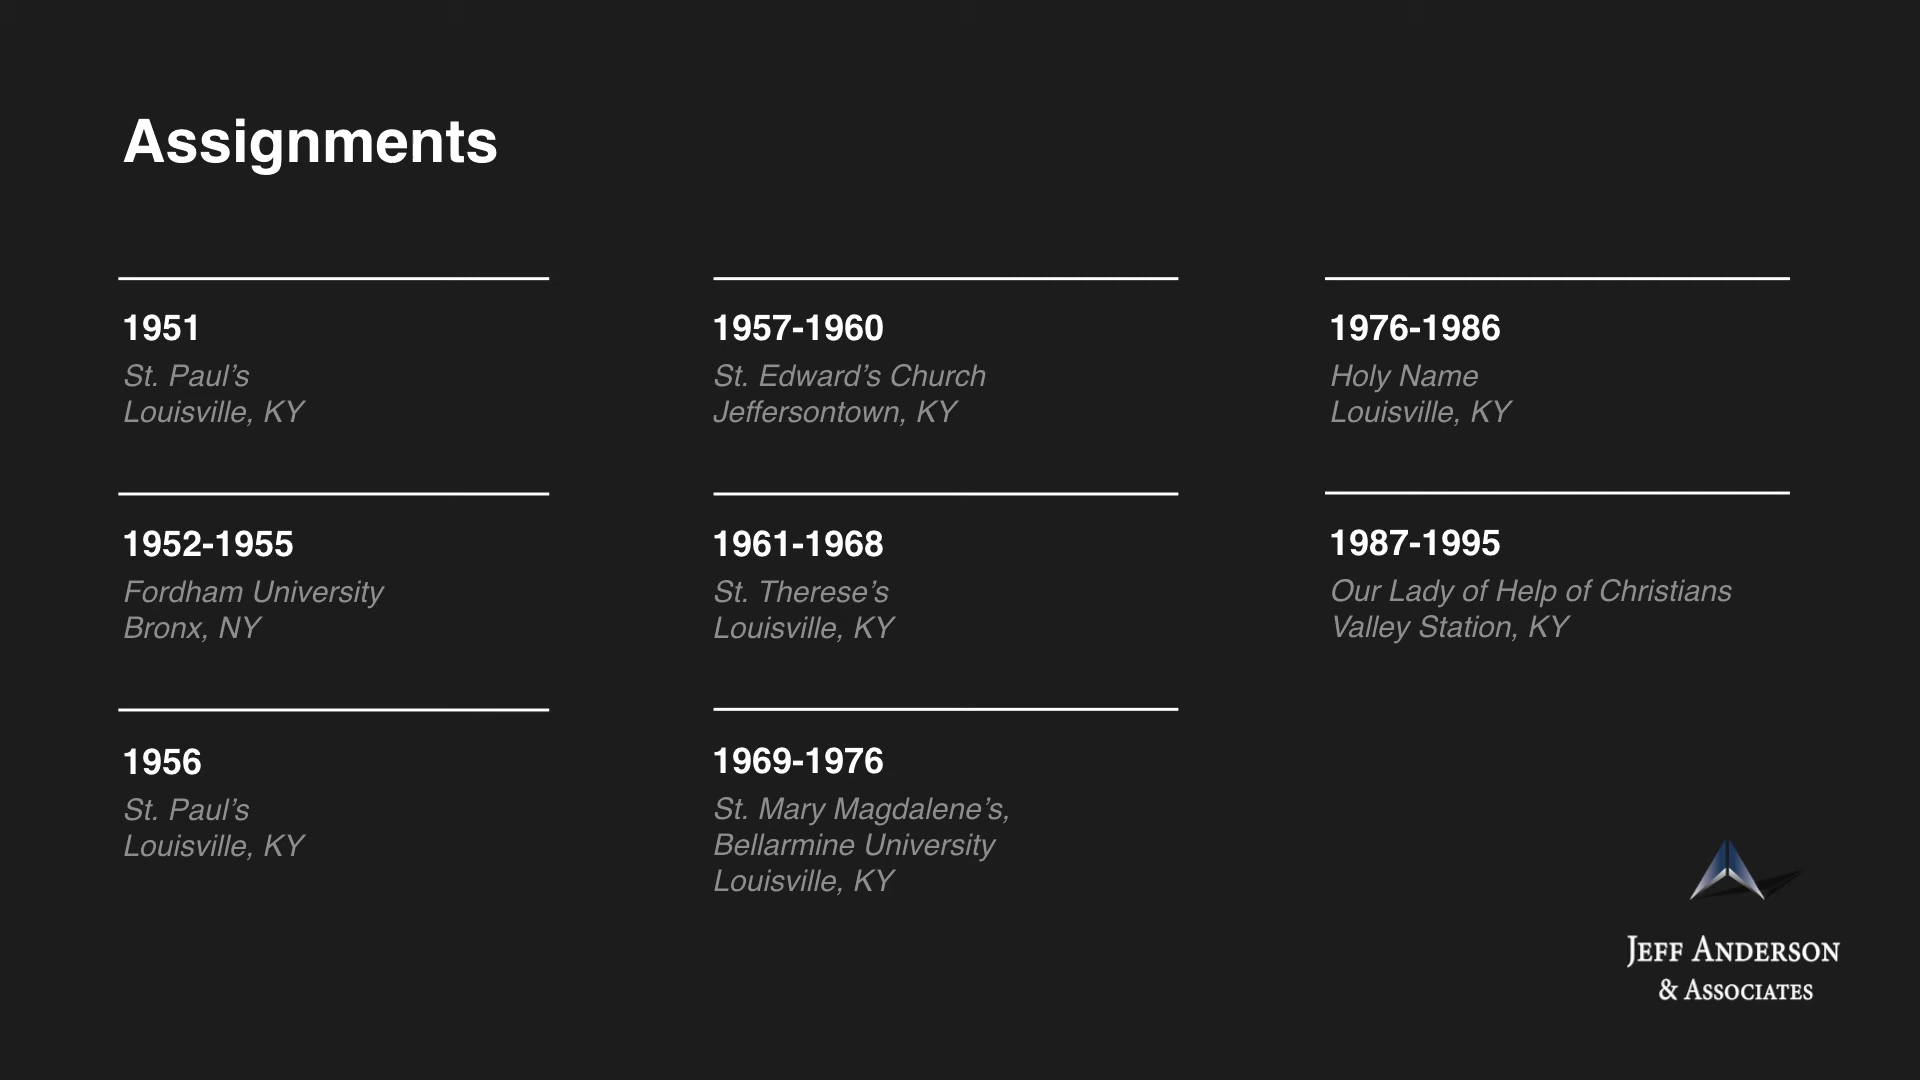 Assignments
1951
St. Paul’s
Louisville, KY
1952-1955
Fordham University
Bronx, NY
1956
St. Paul’s
Louisville, KY
1957-1960
St. Edward’s Church
Jeffersontown, KY
1961-1968
St. Therese’s
Louisville, KY
1969-1976
St. Mary Magdalene’s,
Bellarmine University
Louisville, KY
1976-1986
Holy Name
Louisville, KY
1987-1995
Our Lady of Help of Christians
Valley Station, KY
JEFF ANDERSON
& ASSOCIATES